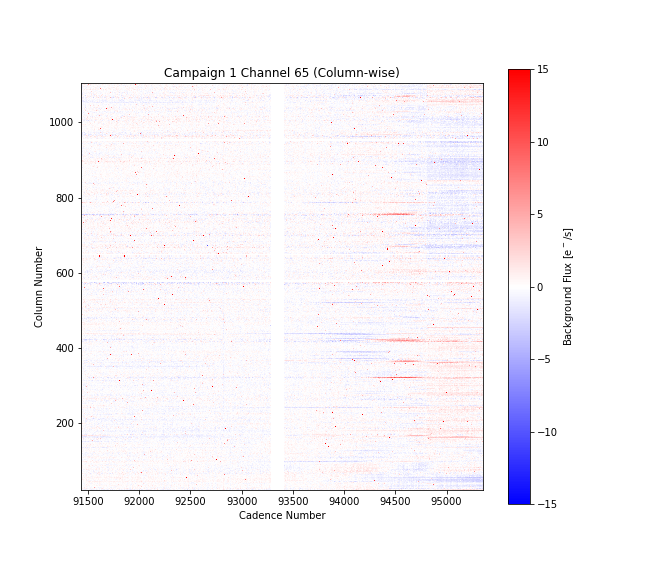 Campaign 1 Channel 65 (Column-wise)
1000
800
600
400
200
Column Number
91500 92000 92500 93000 93500 94000 94500 95000
Cadence Number
15
10
5
0
−5
−10
−15
Background Flux [e⁻/s]